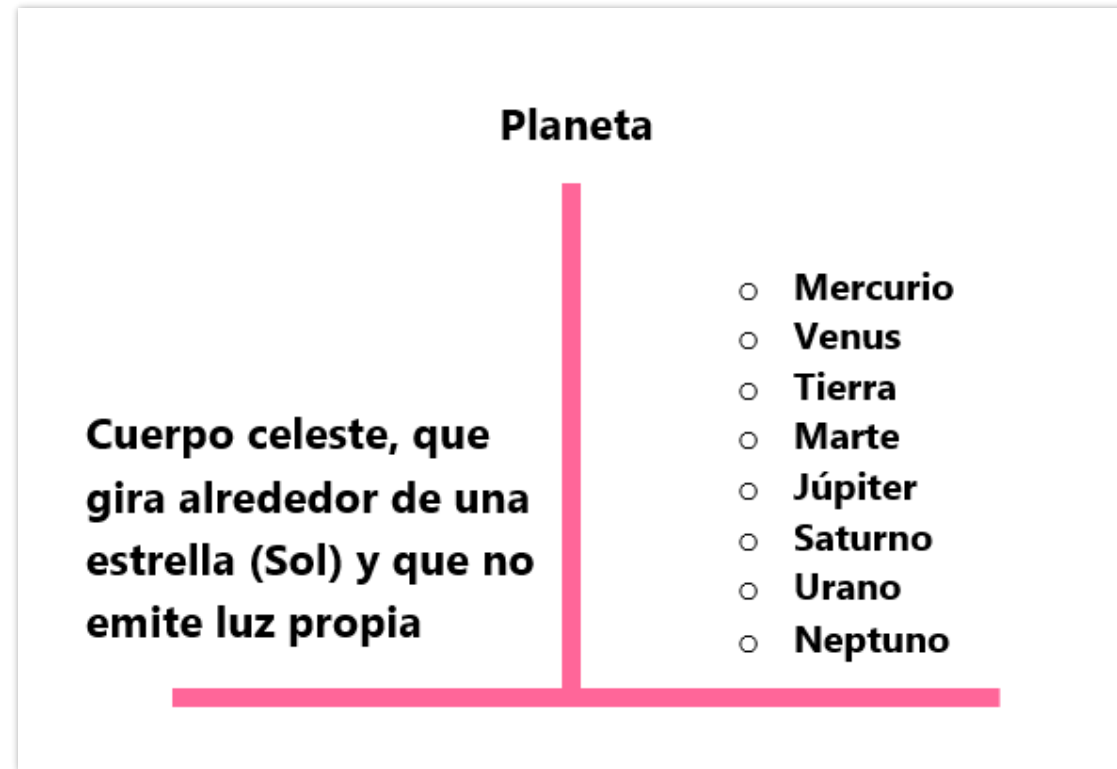 Planeta
Cuerpo celeste, que
gira alrededor de una
estrella (Sol) y que no
emite luz propia
○ Mercurio
○ Venus
○ Tierra
○ Marte
○ Júpiter
○ Saturno
○ Urano
○ Neptuno